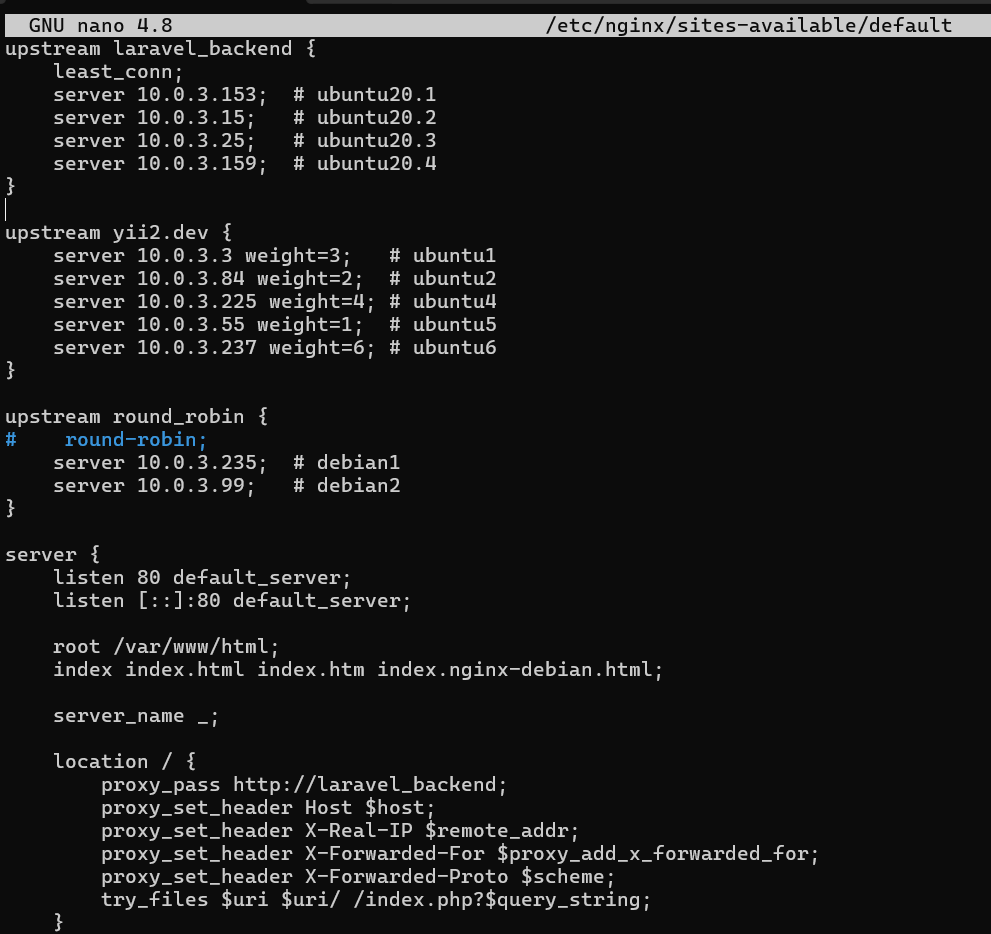 GNU nano 4.8 /etc/nginx/sites-available/default
upstream laravel_backend {
    least_conn;
    server 10.0.3.153;  # ubuntu20.1
    server 10.0.3.15;   # ubuntu20.2
    server 10.0.3.25;   # ubuntu20.3
    server 10.0.3.159;  # ubuntu20.4
}
upstream yii2.dev {
    server 10.0.3.3 weight=3;   # ubuntu1
    server 10.0.3.84 weight=2;  # ubuntu2
    server 10.0.3.225 weight=4; # ubuntu4
    server 10.0.3.55 weight=1;  # ubuntu5
    server 10.0.3.237 weight=6; # ubuntu6
}
upstream round_robin {
#    round-robin;
    server 10.0.3.235;  # debian1
    server 10.0.3.99;   # debian2
}
server {
    listen 80 default_server;
    listen [::]:80 default_server;
    root /var/www/html;
    index index.html index.htm index.nginx-debian.html;
    server_name _;
    location / {
        proxy_pass http://laravel_backend;
        proxy_set_header Host $host;
        proxy_set_header X-Real-IP $remote_addr;
        proxy_set_header X-Forwarded-For $proxy_add_x_forwarded_for;
        proxy_set_header X-Forwarded-Proto $scheme;
        try_files $uri $uri/ /index.php?$query_string;
    }